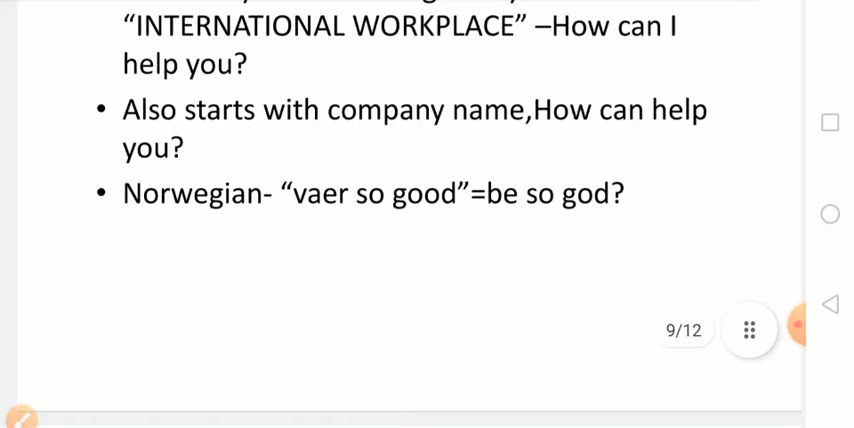 “INTERNATIONAL WORKPLACE” –How can I
help you?
• Also starts with company name,How can help
you?
• Norwegian- “vaer so good”=be so god?
9/12